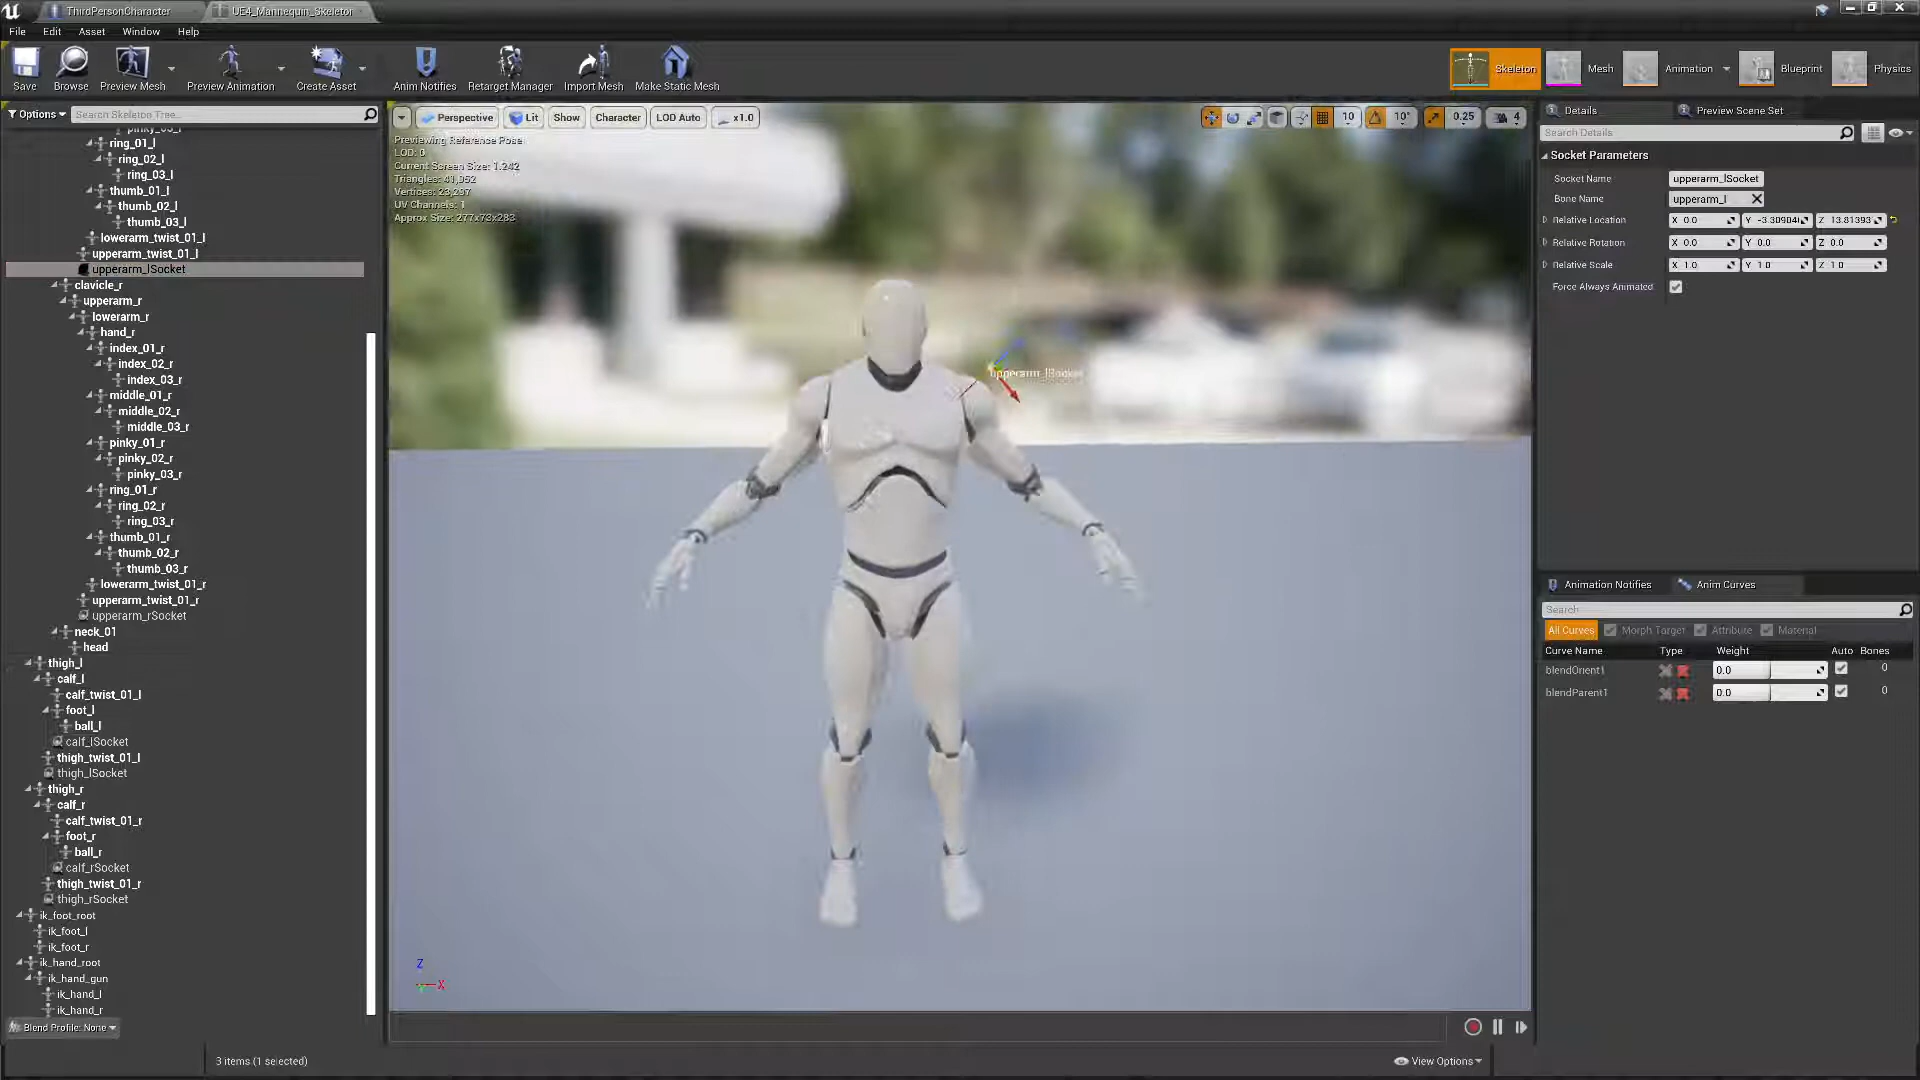 ThirdPersonCharacter
UE4_Mannequin_Skeleton
File Edit Asset Window Help
Save Browse Preview Mesh Preview Animation Create Asset Anim Notifies Retarget Manager Import Mesh Make Static Mesh
Skeleton Mesh Animation Blueprint Physics
Options Search Skeleton Tree...
pinky_03_l
ring_01_l
ring_02_l
ring_03_l
thumb_01_l
thumb_02_l
thumb_03_l
lowerarm_twist_01_l
upperarm_twist_01_l
upperarm_lSocket
clavicle_r
upperarm_r
lowerarm_r
hand_r
index_01_r
index_02_r
index_03_r
middle_01_r
middle_02_r
middle_03_r
pinky_01_r
pinky_02_r
pinky_03_r
ring_01_r
ring_02_r
ring_03_r
thumb_01_r
thumb_02_r
thumb_03_r
lowerarm_twist_01_r
upperarm_twist_01_r
upperarm_rSocket
neck_01
head
thigh_l
calf_l
calf_twist_01_l
foot_l
ball_l
calf_lSocket
thigh_twist_01_l
thigh_lSocket
thigh_r
calf_r
calf_twist_01_r
foot_r
ball_r
calf_rSocket
thigh_twist_01_r
thigh_rSocket
ik_foot_root
ik_foot_l
ik_foot_r
ik_hand_root
ik_hand_gun
ik_hand_l
ik_hand_r
Blend Profile: None
3 items (1 selected)
View Options
Perspective Lit Show Character LOD Auto x1.0
10 10° 0.25 4
Previewing Reference Pose
LOD: 0
Current Screen Size: 1.242
Triangles: 41,052
Vertices: 23,297
UV Channels: 1
Approx Size: 277x73x283
upperarm_lSocket
Z
X
Details Preview Scene Set
Search Details
Socket Parameters
Socket Name upperarm_lSocket
Bone Name upperarm_l
Relative Location X 0.0 Y -3.30904 Z 13.81393
Relative Rotation X 0.0 Y 0.0 Z 0.0
Relative Scale X 1.0 Y 1.0 Z 1.0
Force Always Animated
Animation Notifies Anim Curves
Search
All Curves Morph Target Attribute Material
Curve Name Type Weight Auto Bones
blendOrient1 0.0 0
blendParent1 0.0 0